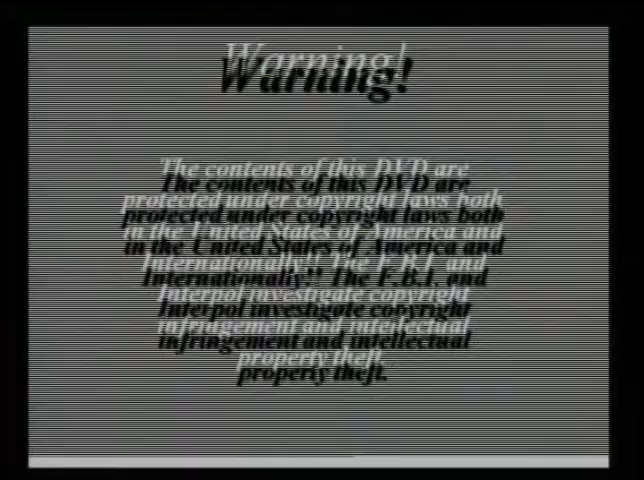 Warning!
The contents of this DVD are
protected under copyright laws both
in the United States of America and
Internationally!! The F.B.I. and
Interpol investigate copyright
infringement and intellectual
property theft.